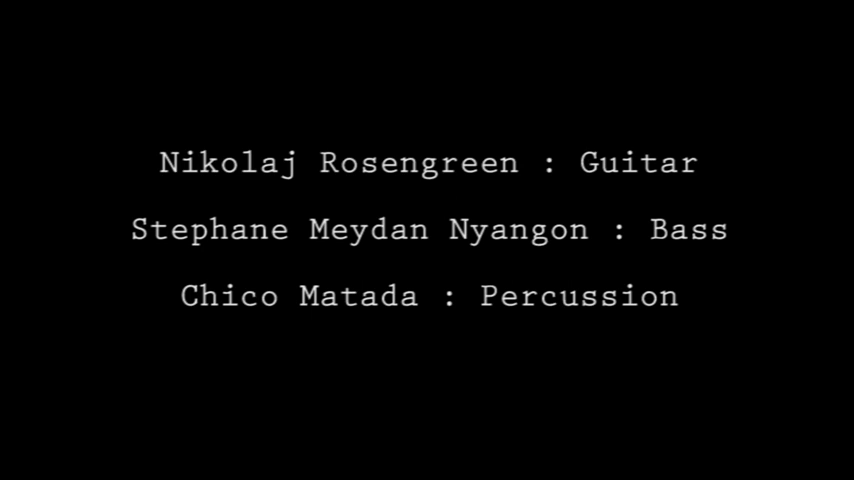 Nikolaj Rosengreen : Guitar
Stephane Meydan Nyangon : Bass
Chico Matada : Percussion